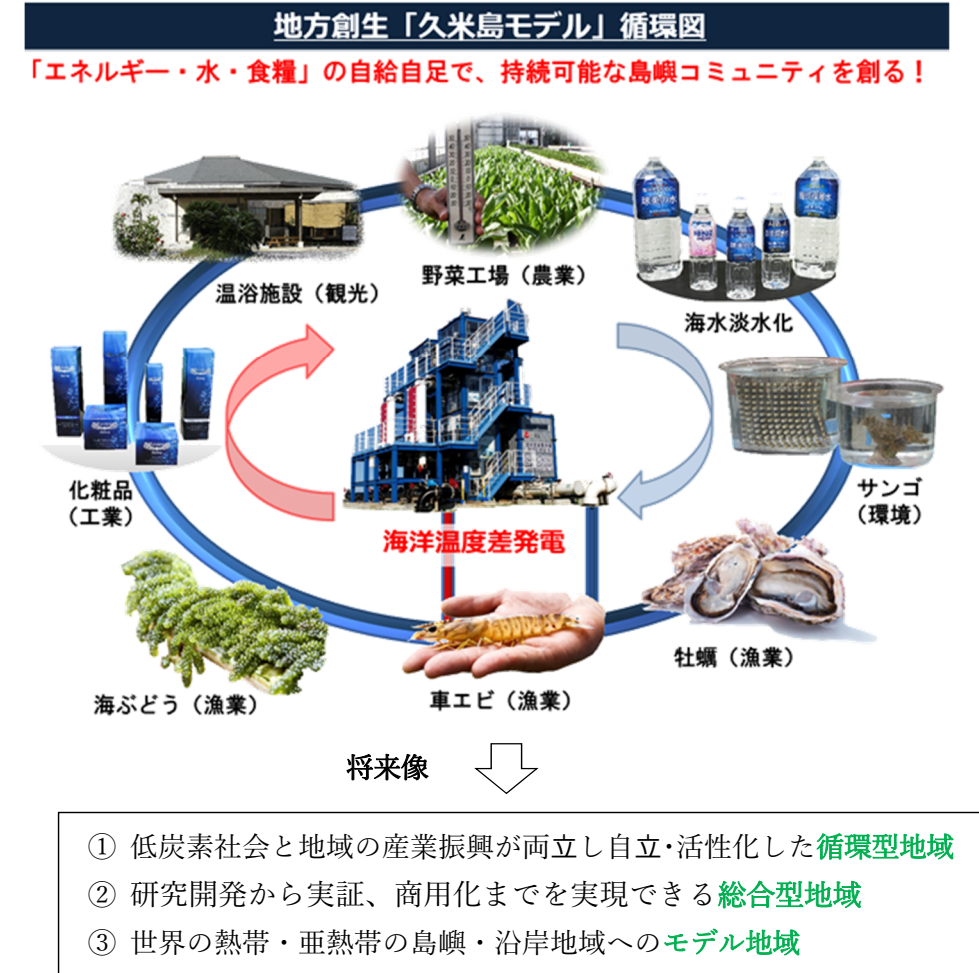 地方創生「久米島モデル」循環図
「エネルギー・水・食糧」の自給自足で、持続可能な島嶼コミュニティを創る！
温浴施設（観光）
野菜工場（農業）
海水淡水化
化粧品
（工業）
サンゴ
（環境）
海洋温度差発電
海ぶどう（漁業）
車エビ（漁業）
牡蠣（漁業）
将来像
① 低炭素社会と地域の産業振興が両立し自立・活性化した循環型地域
② 研究開発から実証、商用化までを実現できる総合型地域
③ 世界の熱帯・亜熱帯の島嶼・沿岸地域へのモデル地域